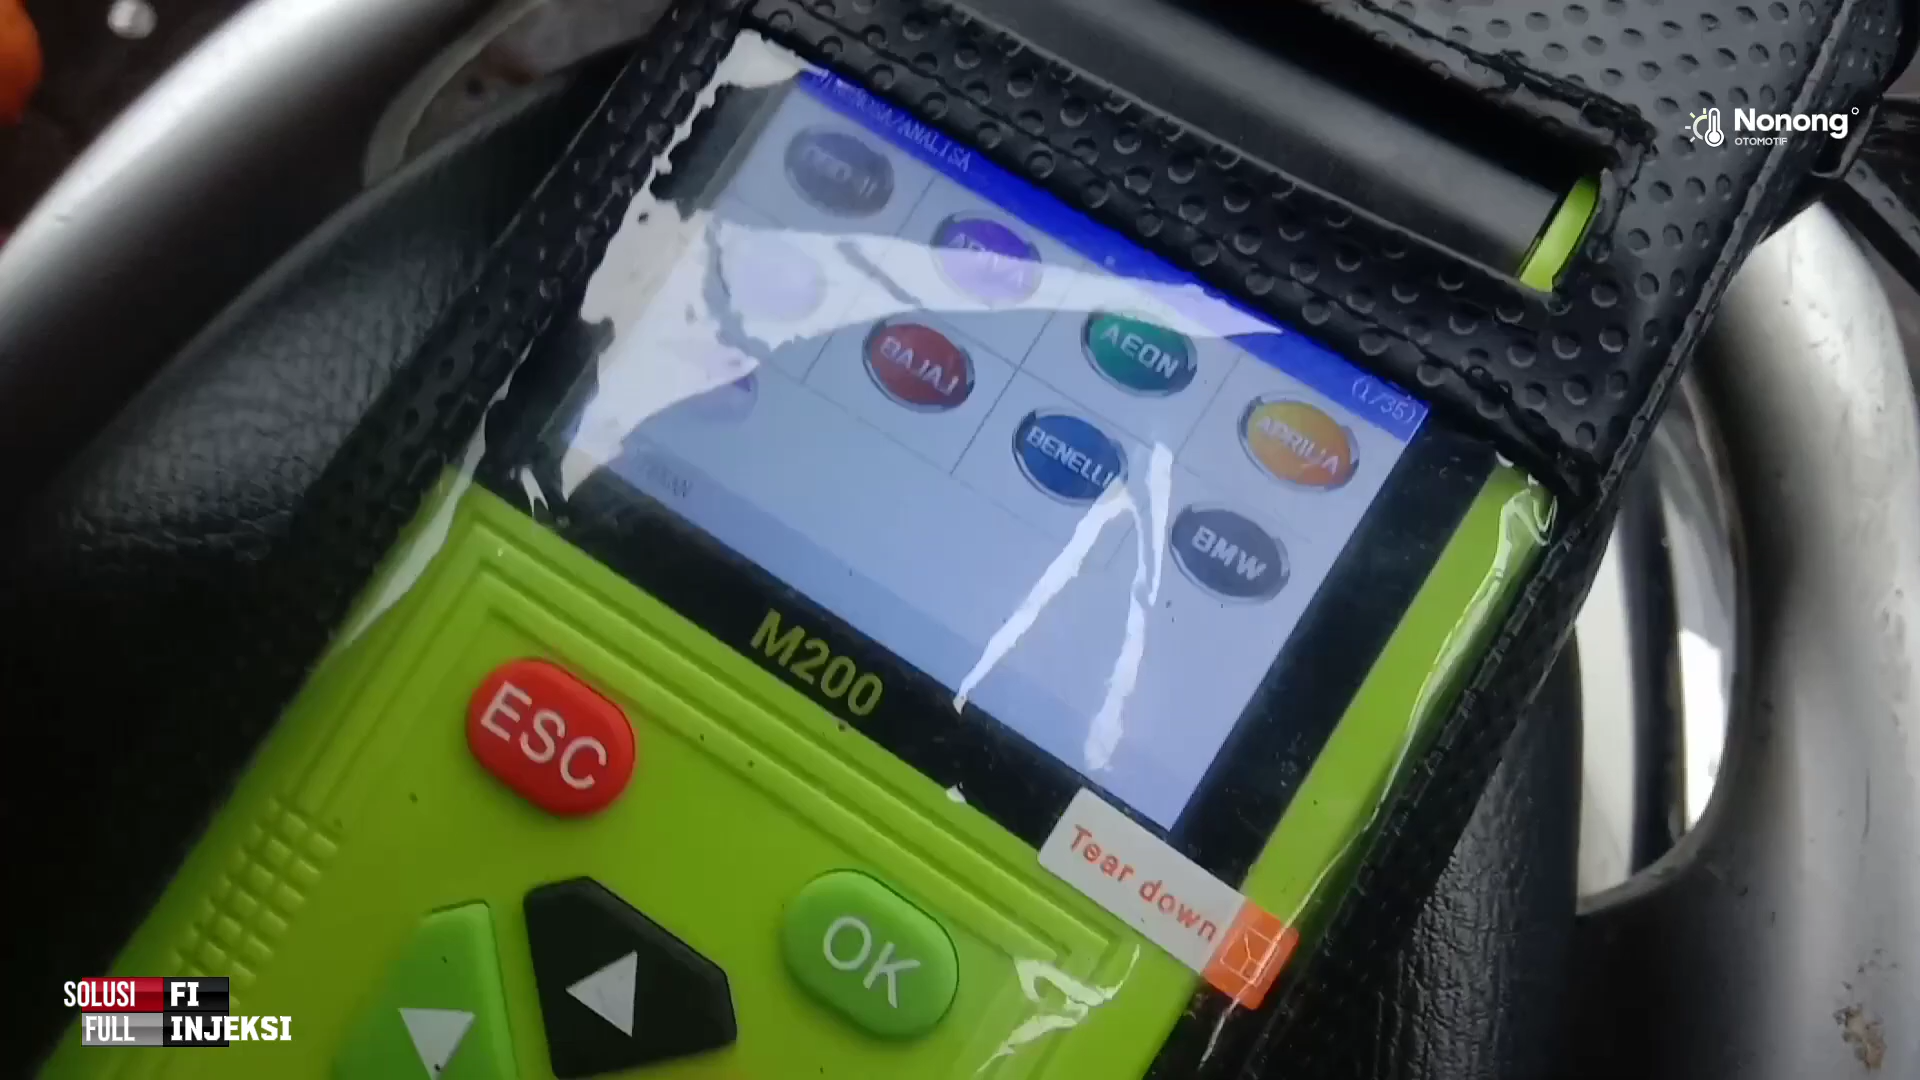 Nonong°
OTOMOTIF
(1/35)
AEON
APRILIA
BAJAJ
BENELLI
BMW
M200
ESC
OK
Tear down
SOLUSI FI
FULL INJEKSI